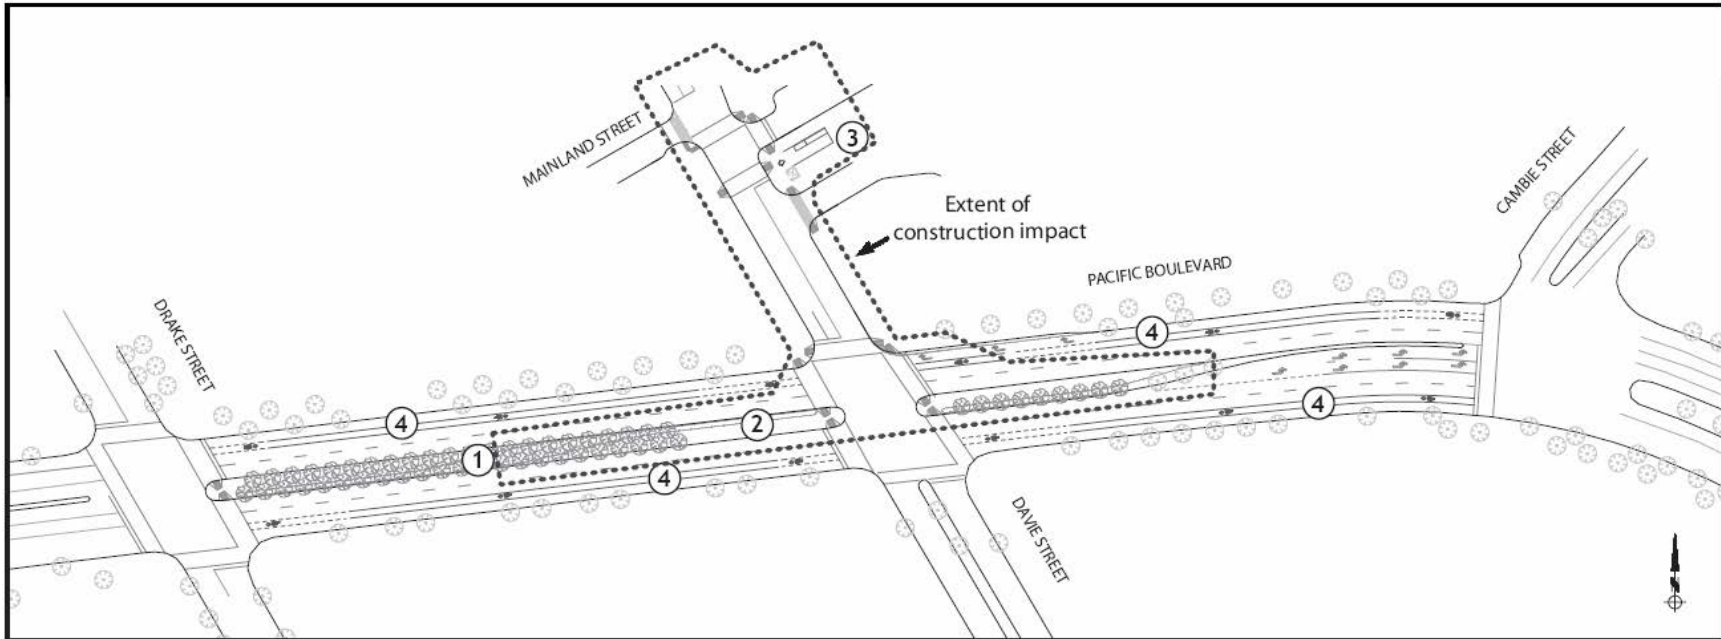 MAINLAND STREET
3
CAMBIE STREET
Extent of
construction impact
PACIFIC BOULEVARD
DRAKE STREET
4
4
4
2
1
4
DAVIE STREET